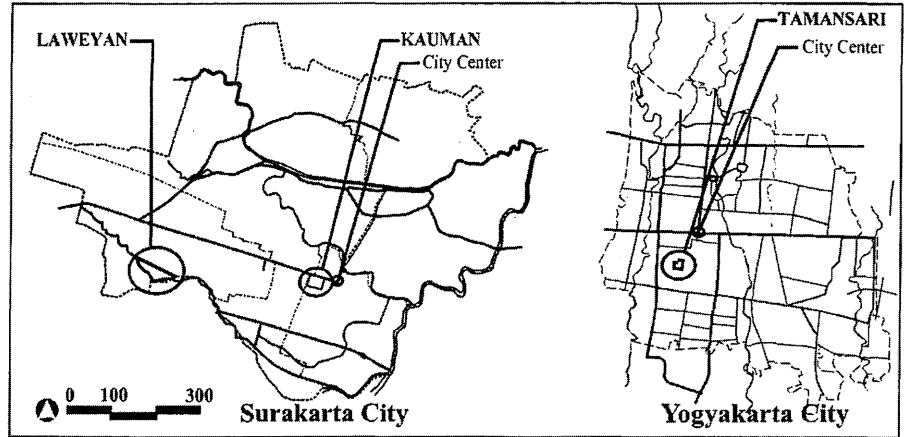 LAWEYAN
KAUMAN
City Center
TAMANSARI
City Center
0 100 300
Surakarta City
Yogyakarta City